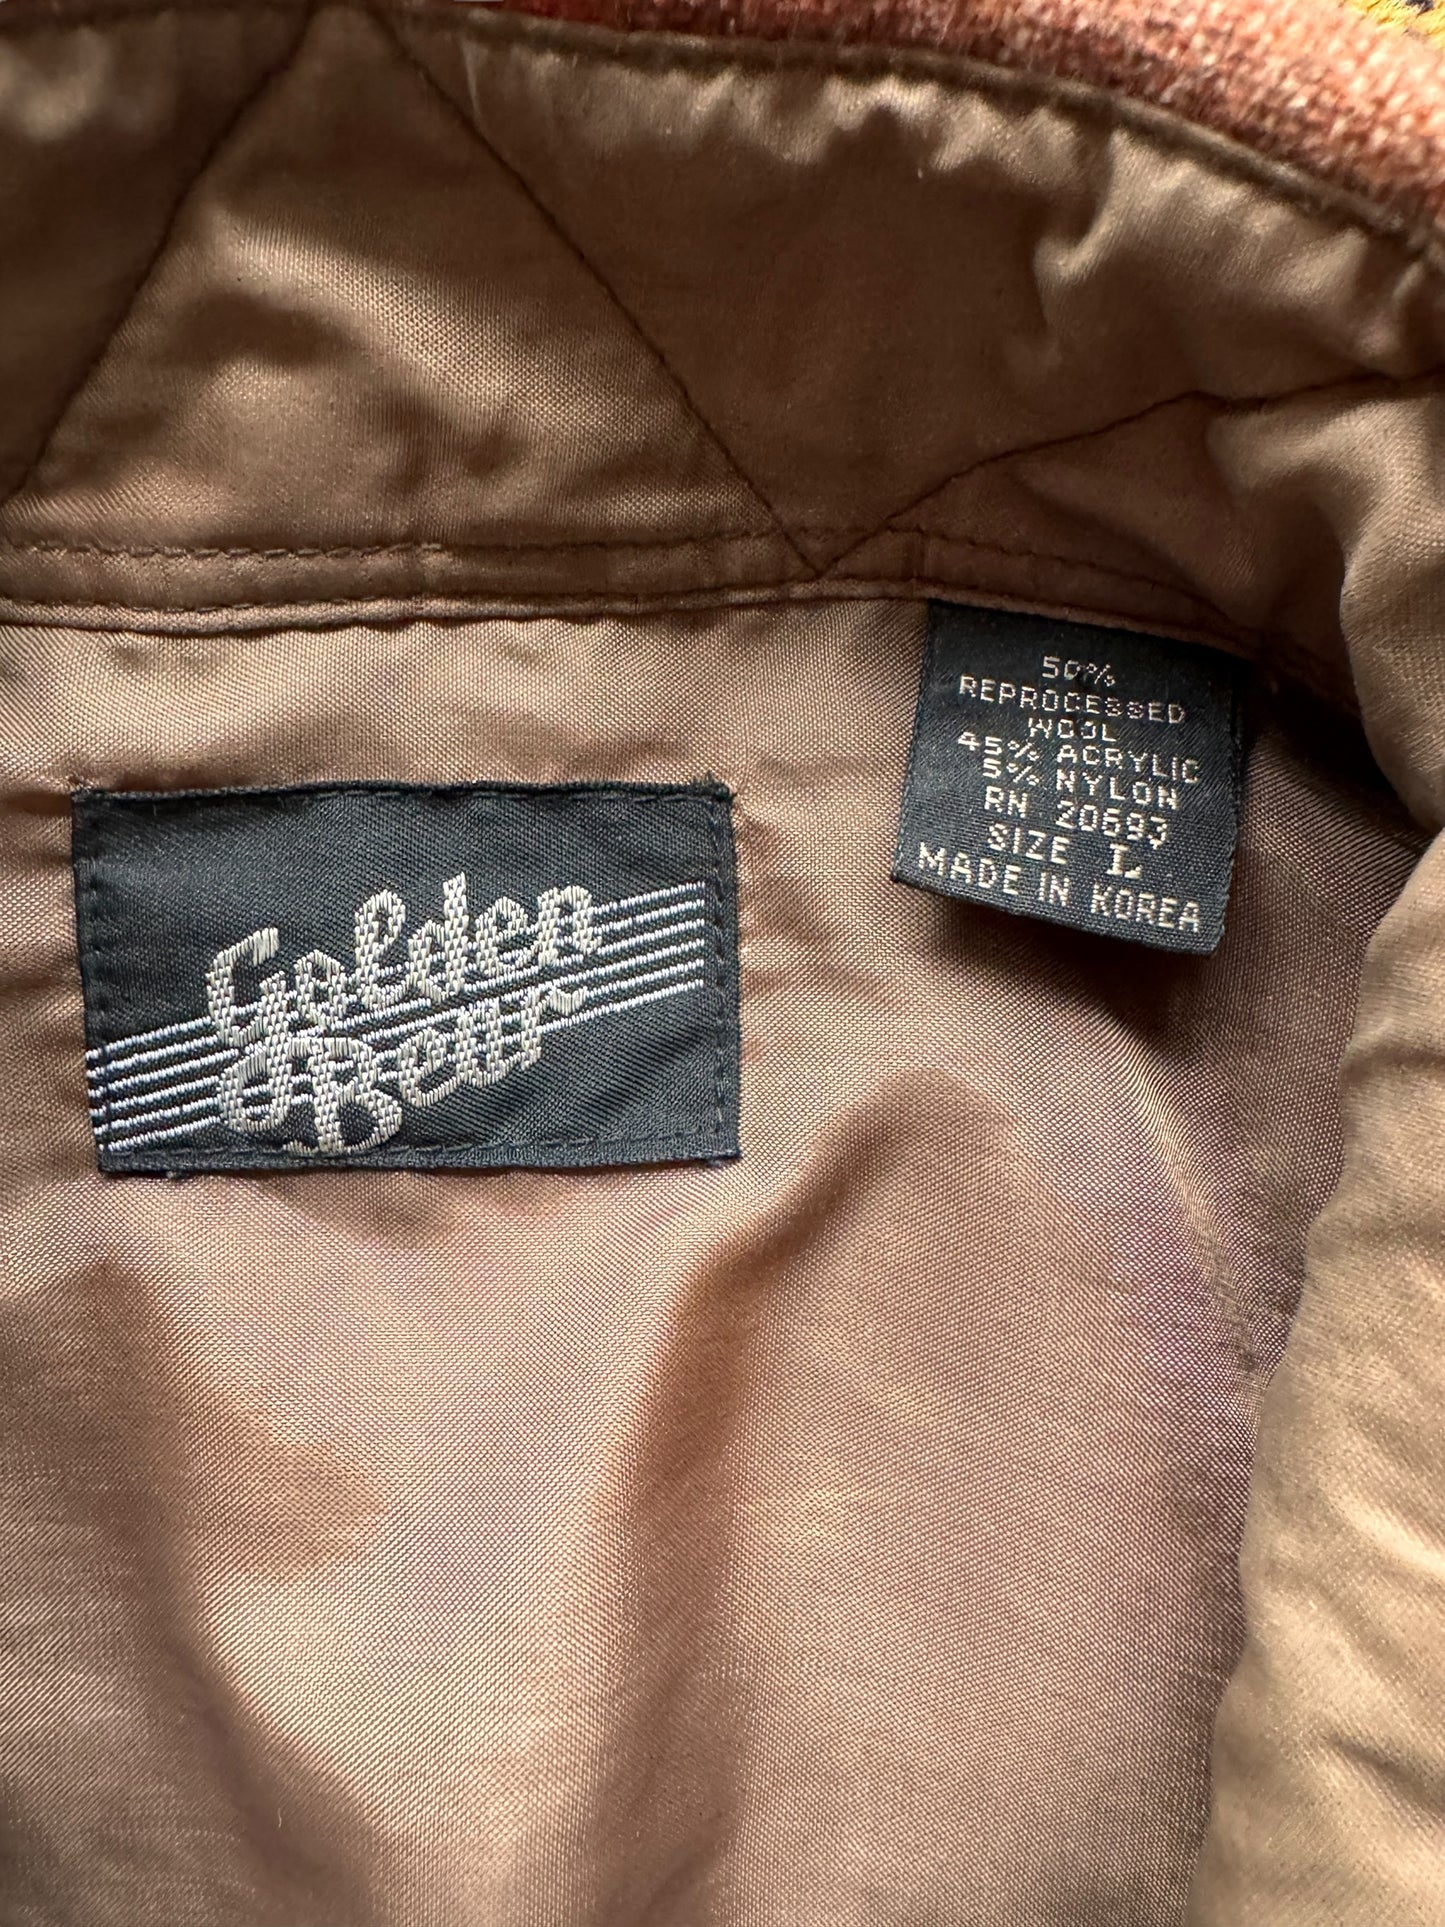 Golden
Bear
50%
REPROCESSED
WOOL
45% ACRYLIC
5% NYLON
RN 20693
SIZE L
MADE IN KOREA